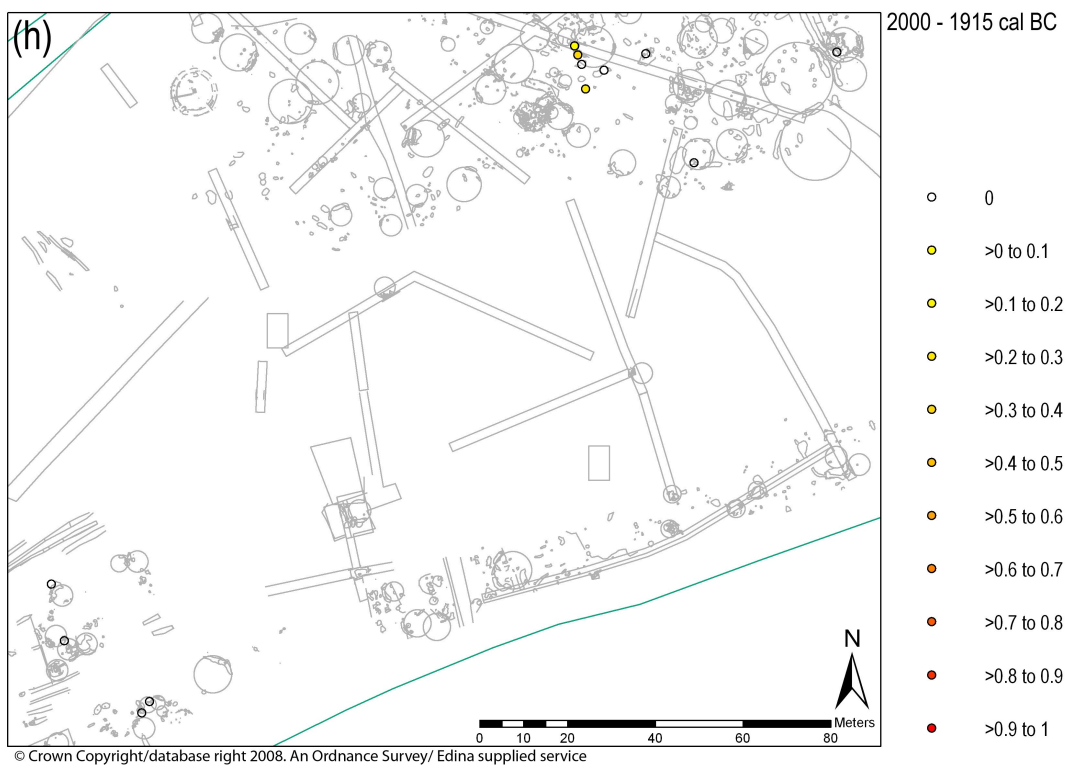 (h)
2000 - 1915 cal BC
0
>0 to 0.1
>0.1 to 0.2
>0.2 to 0.3
>0.3 to 0.4
>0.4 to 0.5
>0.5 to 0.6
>0.6 to 0.7
>0.7 to 0.8
>0.8 to 0.9
>0.9 to 1
N
Meters
0 10 20 40 60 80
© Crown Copyright/database right 2008. An Ordnance Survey/ Edina supplied service